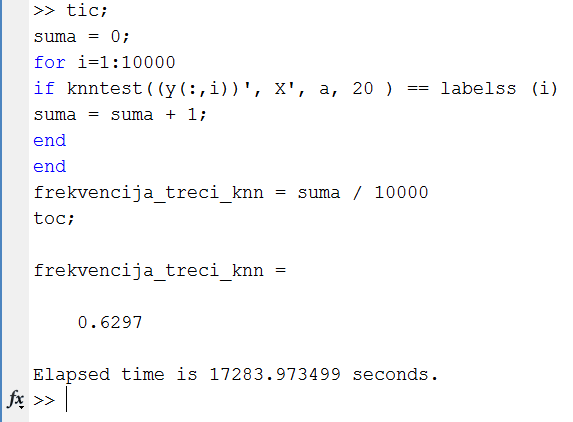 >> tic;
suma = 0;
for i=1:10000
if knntest((y(:,i))', X', a, 20 ) == labelss (i)
suma = suma + 1;
end
end
frekvencija_treci_knn = suma / 10000
toc;
frekvencija_treci_knn =
0.6297
Elapsed time is 17283.973499 seconds.
fx >>